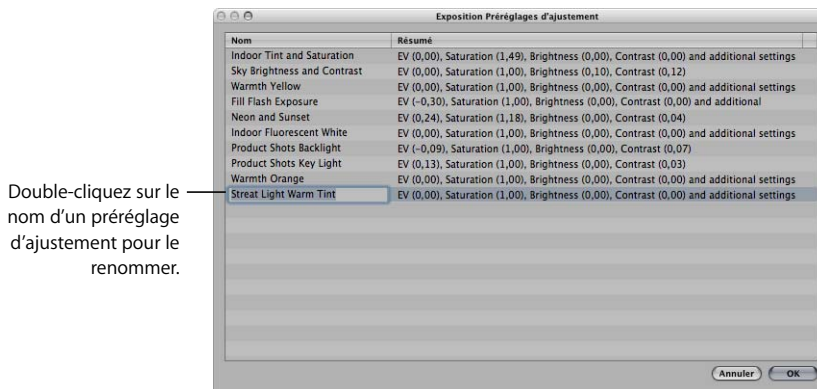 Exposition Préréglages d'ajustement
Nom Résumé
Indoor Tint and Saturation EV (0,00), Saturation (1,49), Brightness (0,00), Contrast (0,00) and additional settings
Sky Brightness and Contrast EV (0,00), Saturation (1,00), Brightness (0,10), Contrast (0,12)
Warmth Yellow EV (0,00), Saturation (1,00), Brightness (0,00), Contrast (0,00) and additional settings
Fill Flash Exposure EV (−0,30), Saturation (1,00), Brightness (0,00), Contrast (0,00) and additional
Neon and Sunset EV (0,24), Saturation (1,18), Brightness (0,00), Contrast (0,04)
Indoor Fluorescent White EV (0,00), Saturation (1,00), Brightness (0,00), Contrast (0,00) and additional settings
Product Shots Backlight EV (−0,09), Saturation (1,00), Brightness (0,00), Contrast (0,07)
Product Shots Key Light EV (0,13), Saturation (1,00), Brightness (0,00), Contrast (0,03)
Warmth Orange EV (0,00), Saturation (1,00), Brightness (0,00), Contrast (0,00) and additional settings
Streat Light Warm Tint EV (0,00), Saturation (1,00), Brightness (0,00), Contrast (0,00) and additional settings
Double-cliquez sur le
nom d'un préréglage
d'ajustement pour le
renommer.
Annuler OK